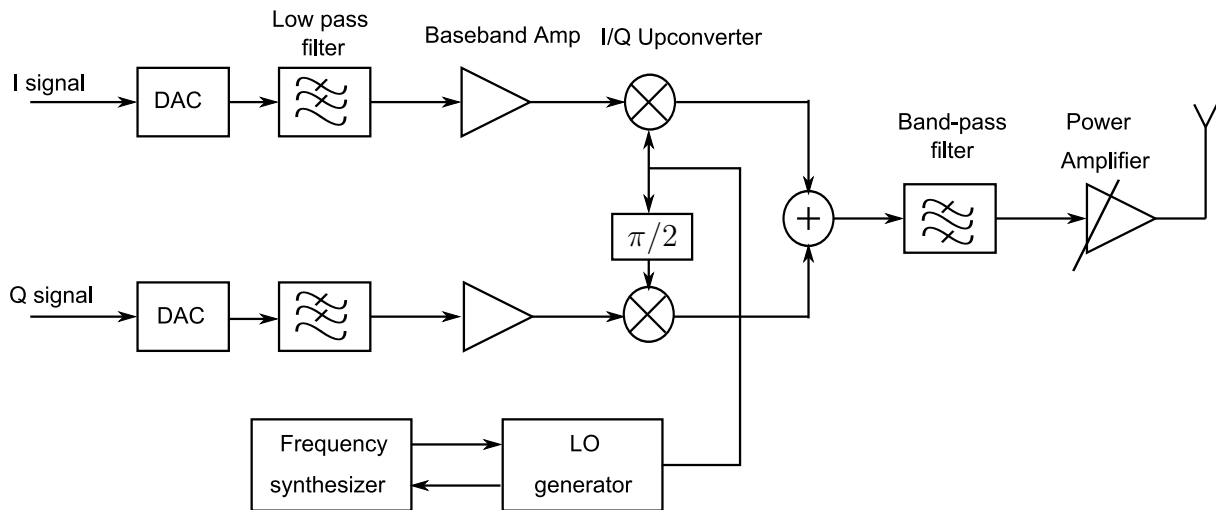 Low pass
filter
Baseband Amp
I/Q Upconverter
I signal
DAC
Band-pass
filter
Power
Amplifier
+
π/2
Q signal
DAC
Frequency
synthesizer
LO
generator